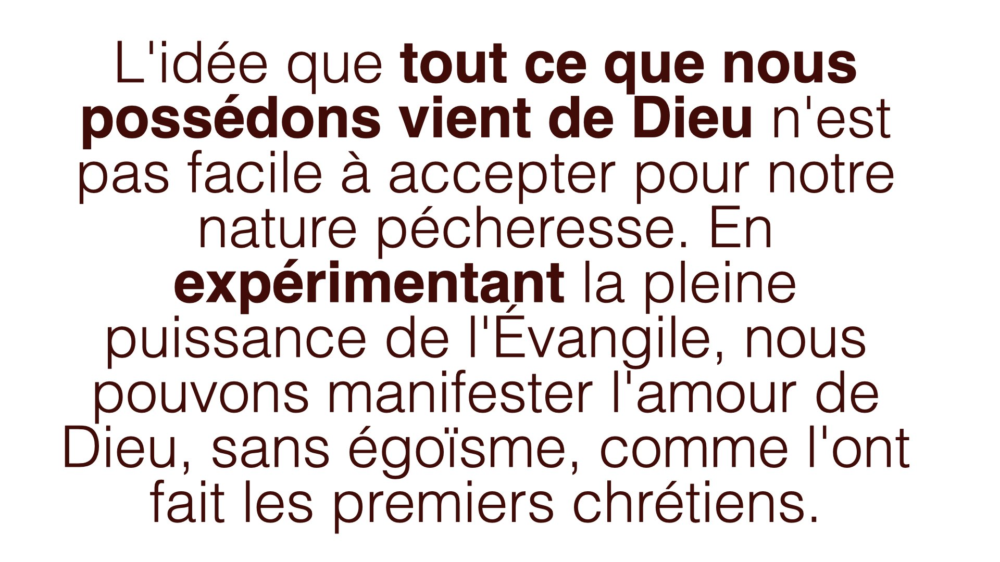 L'idée que tout ce que nous
possédons vient de Dieu n'est
pas facile à accepter pour notre
nature pécheresse. En
expérimentant la pleine
puissance de l'Évangile, nous
pouvons manifester l'amour de
Dieu, sans égoïsme, comme l'ont
fait les premiers chrétiens.